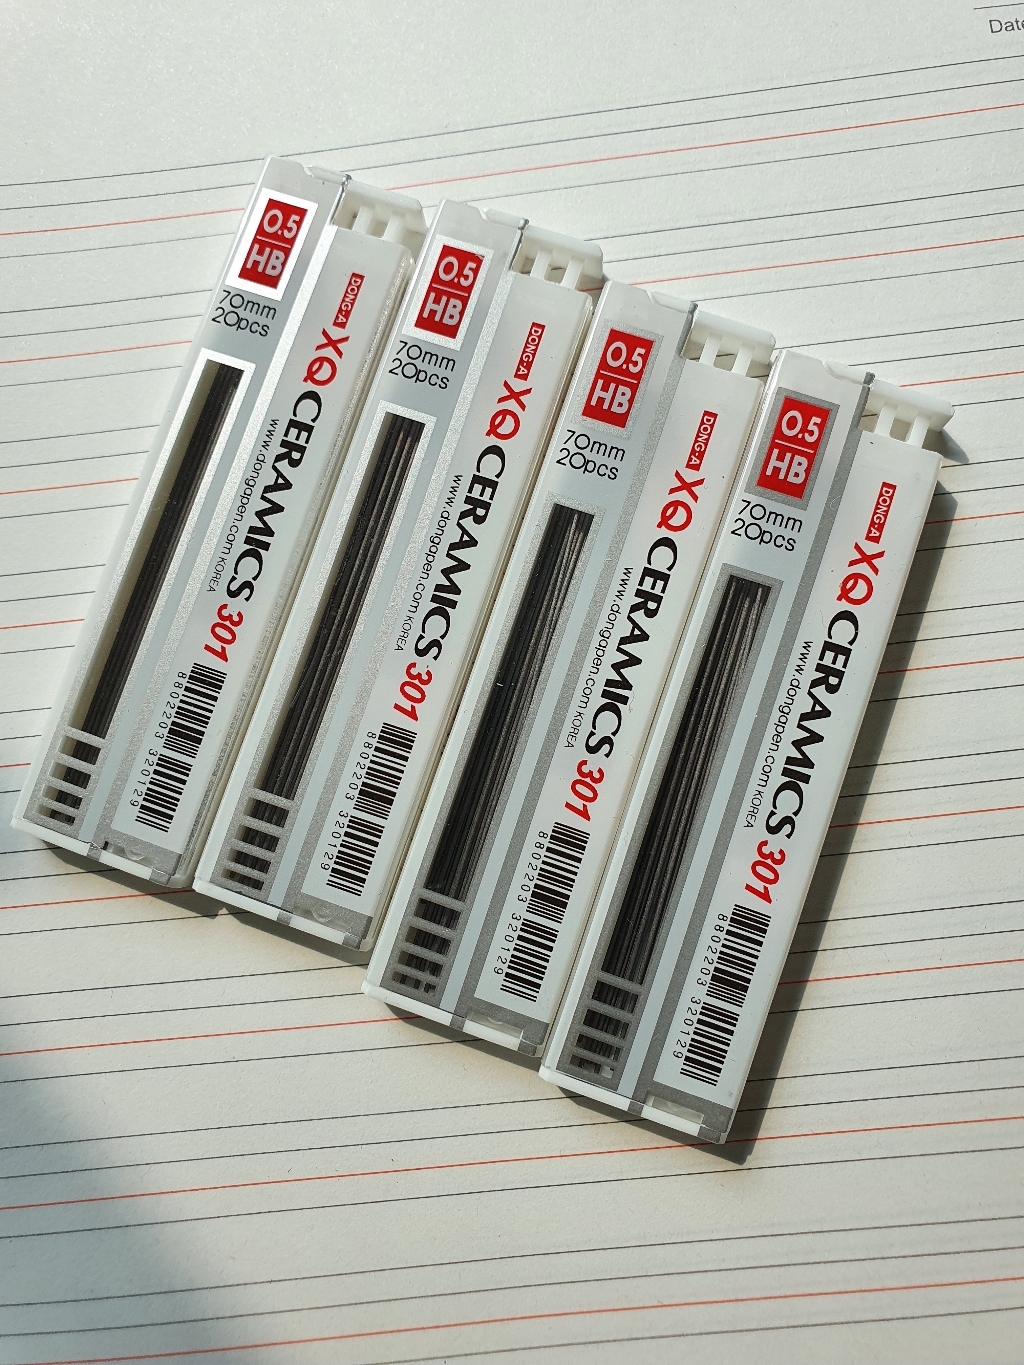 Date
0.5
HB
70mm
20pcs
DONG-A XQ CERAMICS 301
www.dongapen.com KOREA
8802203 320129
0.5
HB
70mm
20pcs
DONG-A XQ CERAMICS 301
www.dongapen.com KOREA
8802203 320129
0.5
HB
70mm
20pcs
DONG-A XQ CERAMICS 301
www.dongapen.com KOREA
8802203 320129
0.5
HB
70mm
20pcs
DONG-A XQ CERAMICS 301
www.dongapen.com KOREA
8802203 320129